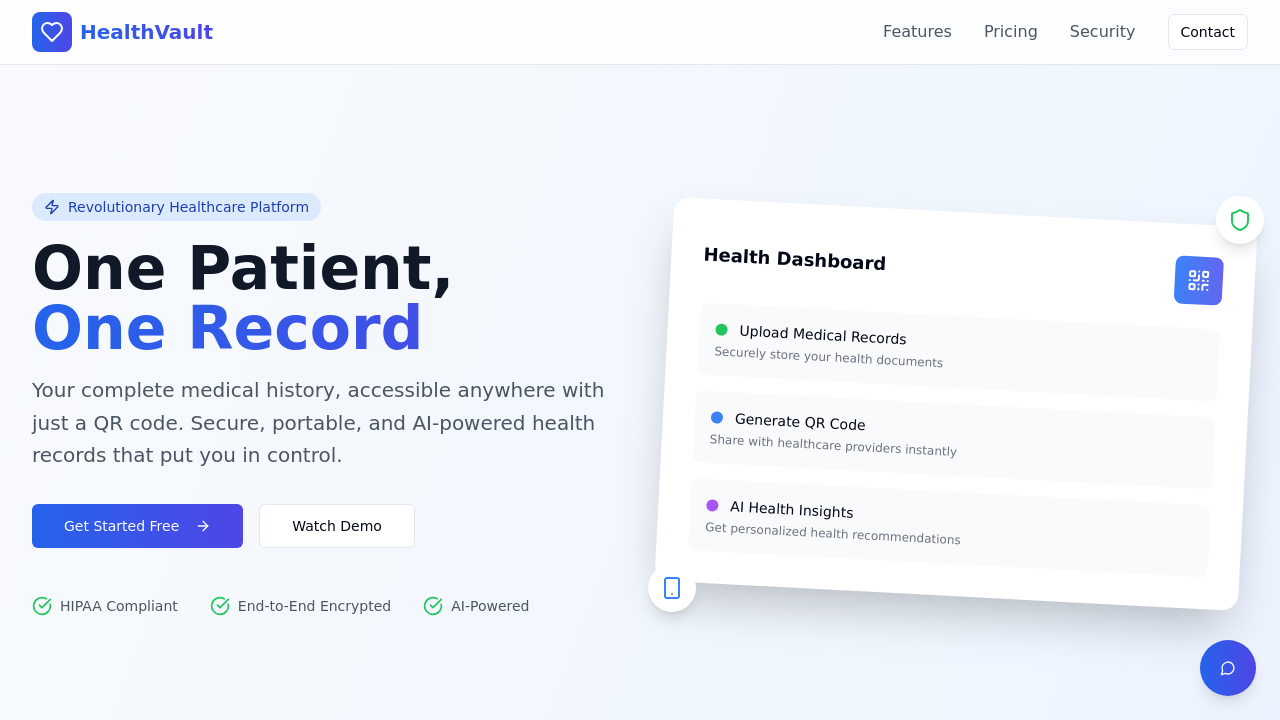 HealthVault
Features
Pricing
Security
Contact
Revolutionary Healthcare Platform
One Patient,
One Record
Your complete medical history, accessible anywhere with
just a QR code. Secure, portable, and AI-powered health
records that put you in control.
Get Started Free
Watch Demo
HIPAA Compliant
End-to-End Encrypted
AI-Powered
Health Dashboard
Upload Medical Records
Securely store your health documents
Generate QR Code
Share with healthcare providers instantly
AI Health Insights
Get personalized health recommendations